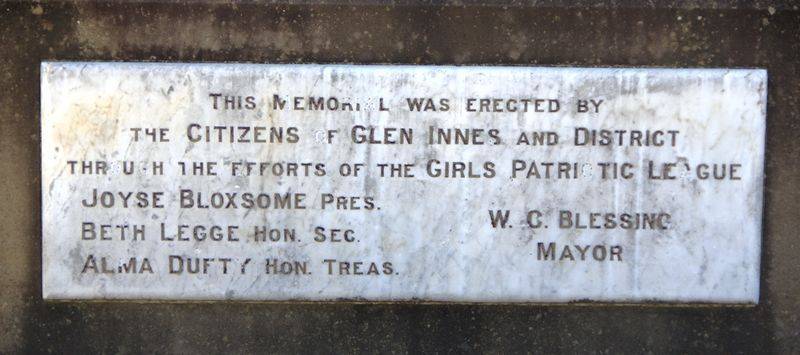 THIS MEMORIAL WAS ERECTED BY
THE CITIZENS OF GLEN INNES AND DISTRICT
THROUGH THE EFFORTS OF THE GIRLS PATRIOTIC LEAGUE
JOYSE BLOXSOME PRES.
BETH LEGGE HON. SEC.
ALMA DUFTY HON. TREAS.
W. C. BLESSING
MAYOR